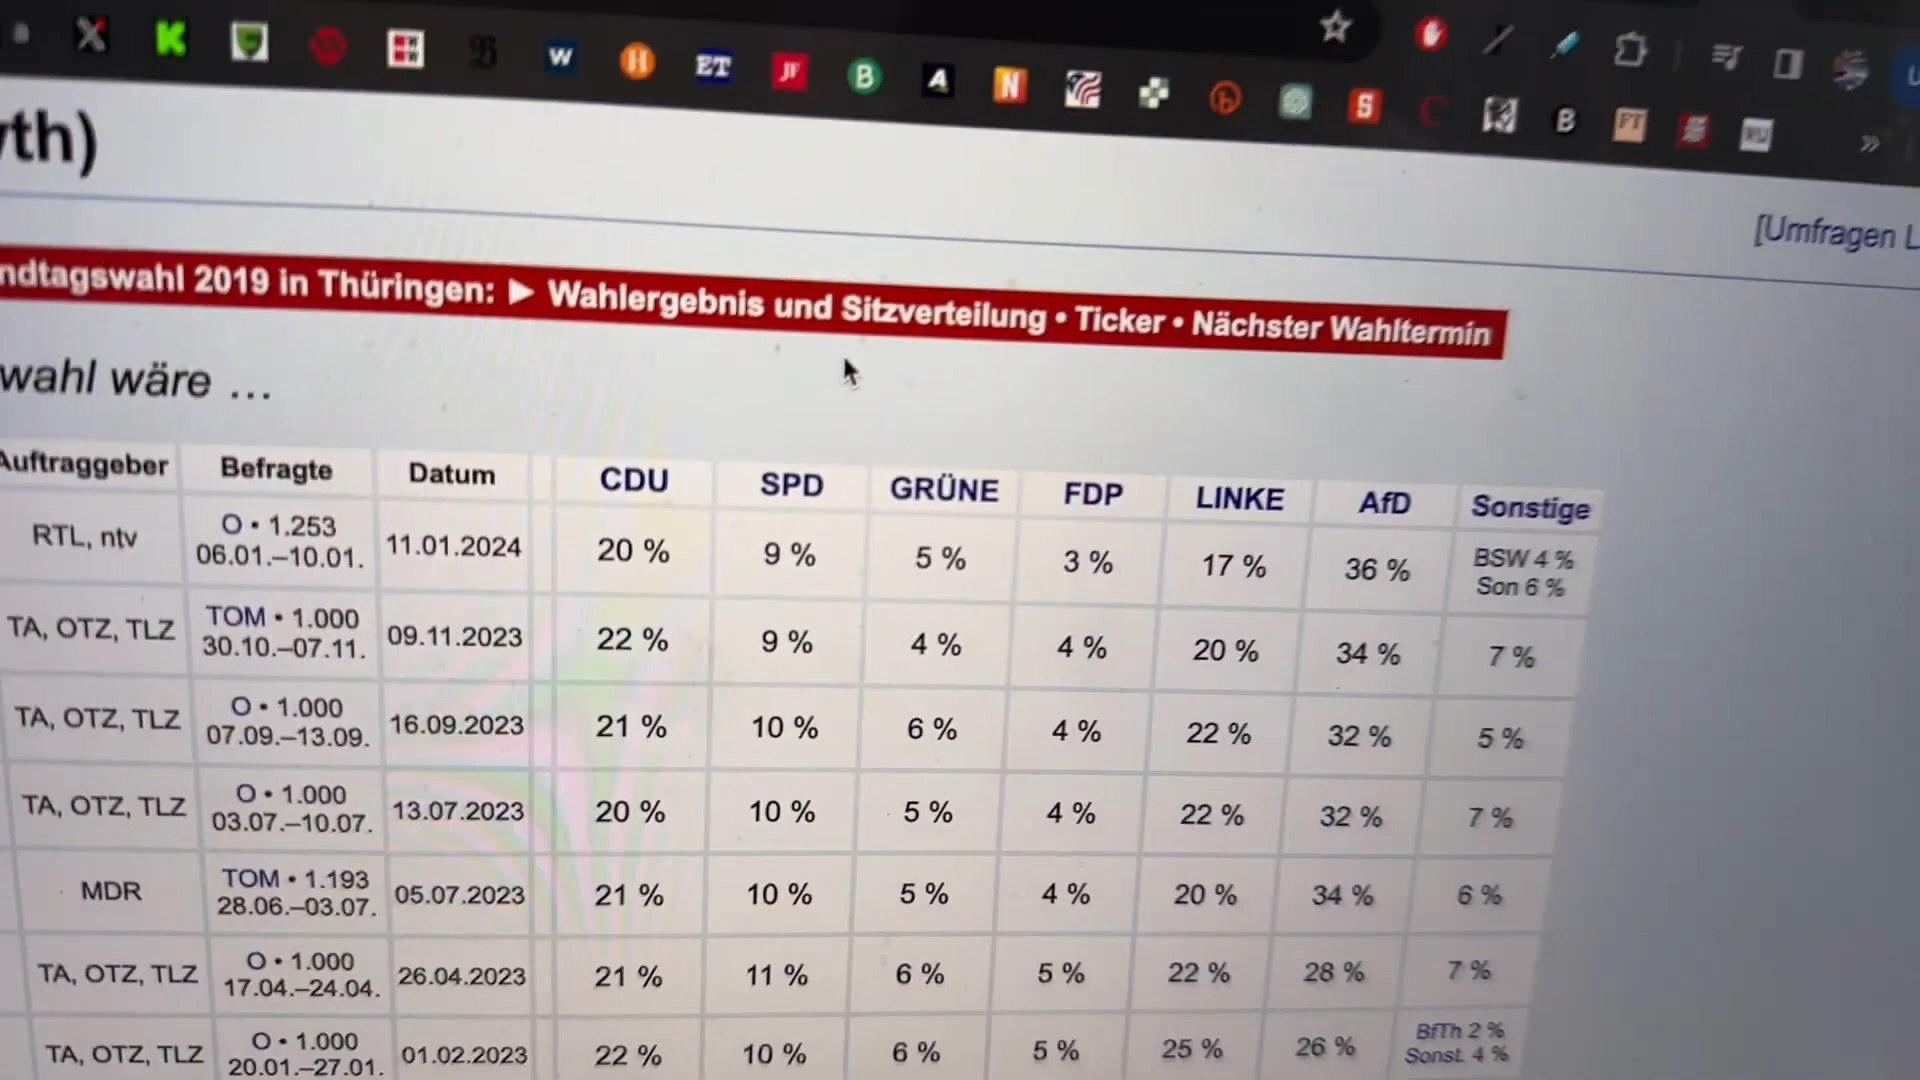 W
H
ET
JF
B
A
N
S
C
B
FT
RU
»
th)
[Umfragen L
ndtagswahl 2019 in Thüringen: ▶ Wahlergebnis und Sitzverteilung • Ticker • Nächster Wahltermin
wahl wäre ...
Auftraggeber Befragte Datum CDU SPD GRÜNE FDP LINKE AfD Sonstige
RTL, ntv O • 1.253 06.01.–10.01. 11.01.2024 20 % 9 % 5 % 3 % 17 % 36 % BSW 4 % Son 6 %
TA, OTZ, TLZ TOM • 1.000 30.10.–07.11. 09.11.2023 22 % 9 % 4 % 4 % 20 % 34 % 7 %
TA, OTZ, TLZ O • 1.000 07.09.–13.09. 16.09.2023 21 % 10 % 6 % 4 % 22 % 32 % 5 %
TA, OTZ, TLZ O • 1.000 03.07.–10.07. 13.07.2023 20 % 10 % 5 % 4 % 22 % 32 % 7 %
MDR TOM • 1.193 28.06.–03.07. 05.07.2023 21 % 10 % 5 % 4 % 20 % 34 % 6 %
TA, OTZ, TLZ O • 1.000 17.04.–24.04. 26.04.2023 21 % 11 % 6 % 5 % 22 % 28 % 7 %
TA, OTZ, TLZ O • 1.000 20.01.–27.01. 01.02.2023 22 % 10 % 6 % 5 % 25 % 26 % BfTh 2 % Sonst. 4 %